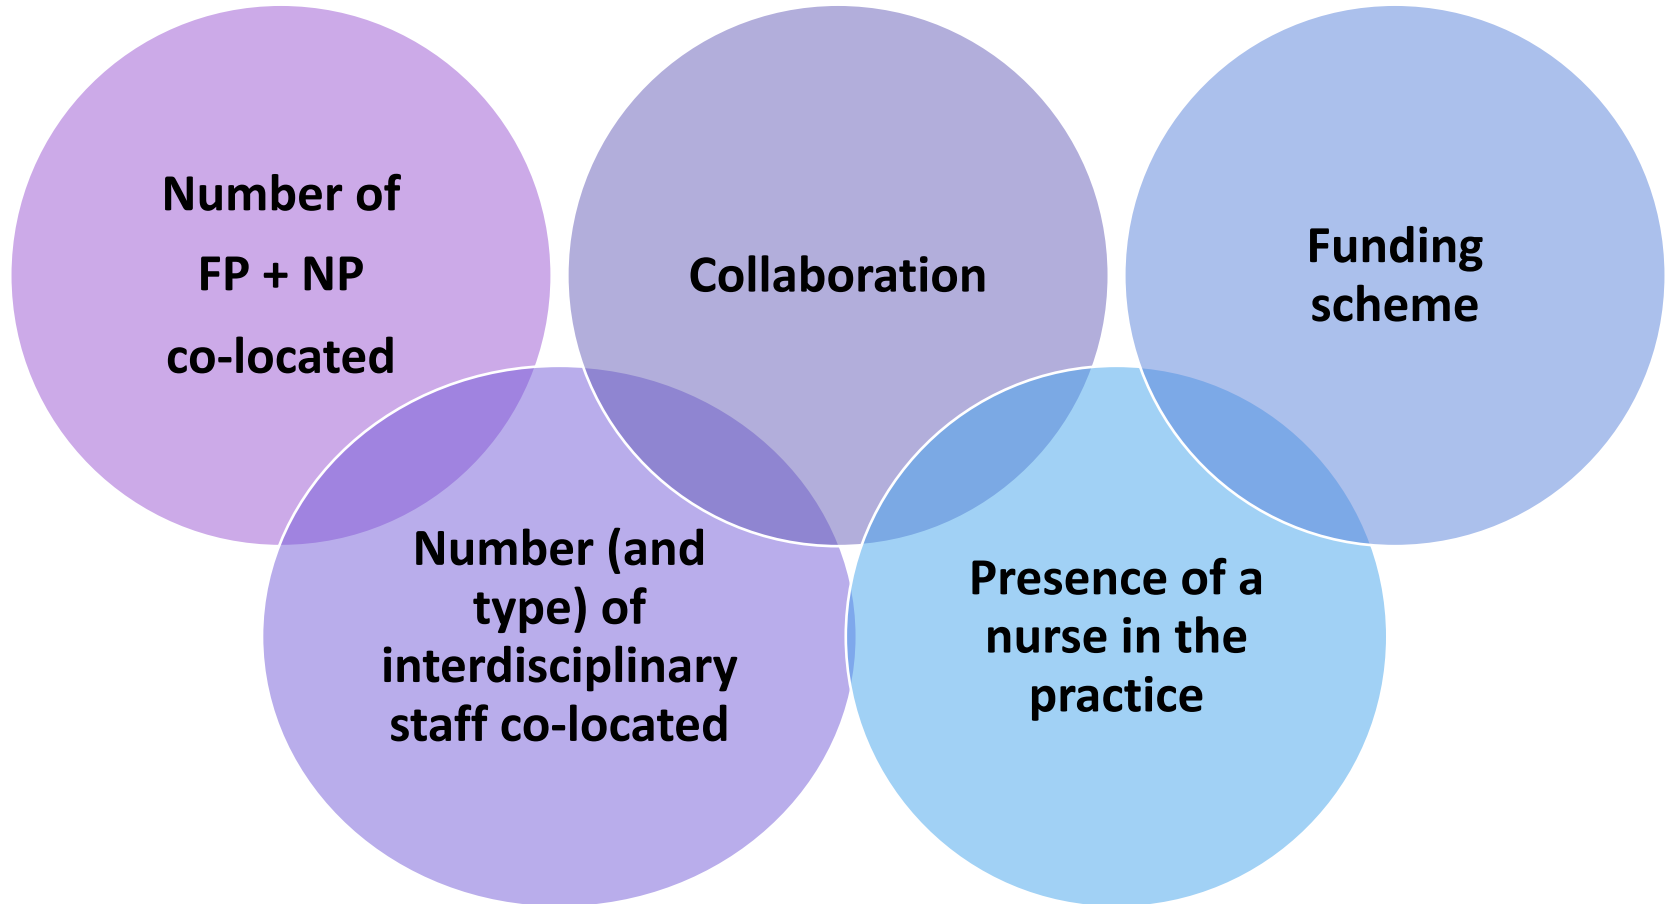 Number of
FP + NP
co-located
Collaboration
Funding
scheme
Number (and
type) of
interdisciplinary
staff co-located
Presence of a
nurse in the
practice